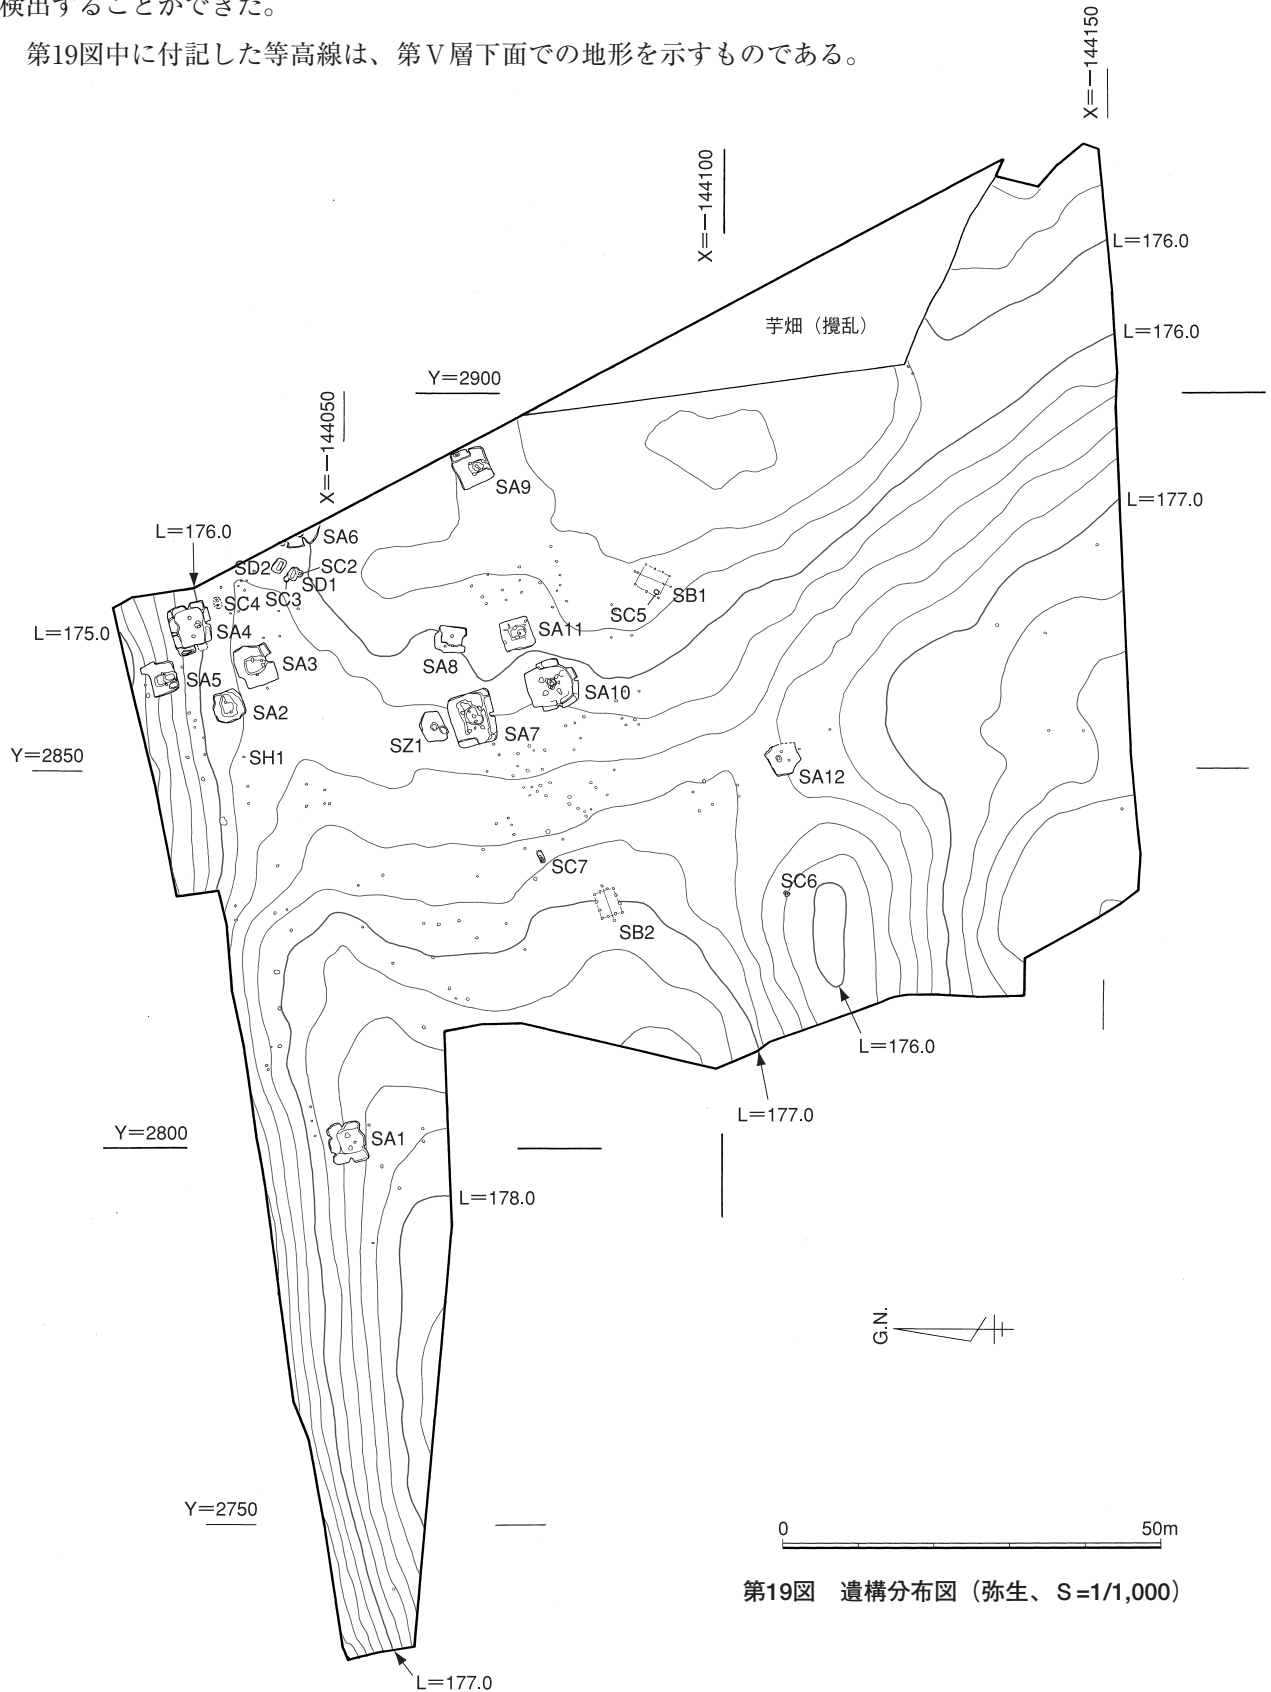 検出することができた。
第19図中に付記した等高線は、第Ⅴ層下面での地形を示すものである。
X=−144150
X=−144100
L=176.0
芋畑（攪乱）
L=176.0
Y=2900
X=−144050
SA9
L=177.0
L=176.0
SA6
SD2
SC2
SD1
SC3
SC4
SB1
SC5
L=175.0
SA4
SA11
SA3
SA8
SA5
SA10
SA2
SA7
SZ1
Y=2850
SH1
SA12
SC7
SC6
SB2
L=176.0
L=177.0
Y=2800
SA1
L=178.0
G.N.
Y=2750
0 50m
第19図　遺構分布図（弥生、S=1/1,000）
L=177.0